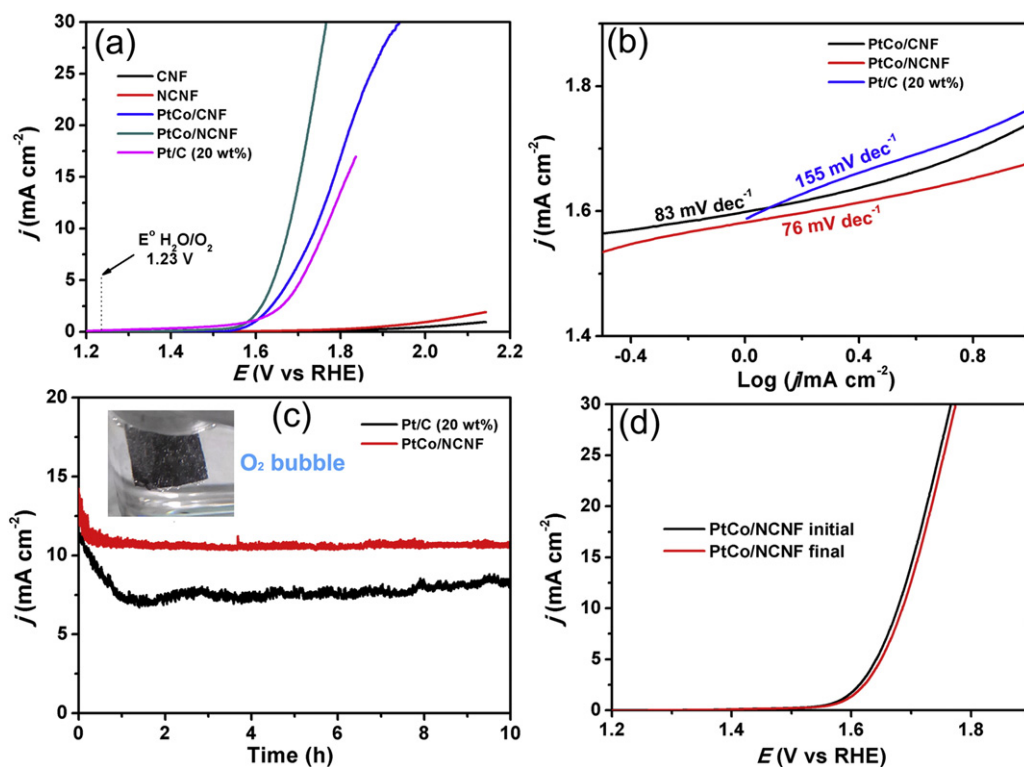 (a)
CNF
NCNF
PtCo/CNF
PtCo/NCNF
Pt/C (20 wt%)
E° H₂O/O₂
1.23 V
30
25
20
15
10
5
0
j (mA cm⁻²)
1.2 1.4 1.6 1.8 2.0 2.2
E (V vs RHE)
(b)
PtCo/CNF
PtCo/NCNF
Pt/C (20 wt%)
155 mV dec⁻¹
83 mV dec⁻¹
76 mV dec⁻¹
1.8
1.6
1.4
j (mA cm⁻²)
-0.4 0.0 0.4 0.8
Log (j/mA cm⁻²)
(c)
Pt/C (20 wt%)
PtCo/NCNF
O₂ bubble
20
15
10
5
0
j (mA cm⁻²)
0 2 4 6 8 10
Time (h)
(d)
PtCo/NCNF initial
PtCo/NCNF final
30
25
20
15
10
5
0
j (mA cm⁻²)
1.2 1.4 1.6 1.8
E (V vs RHE)